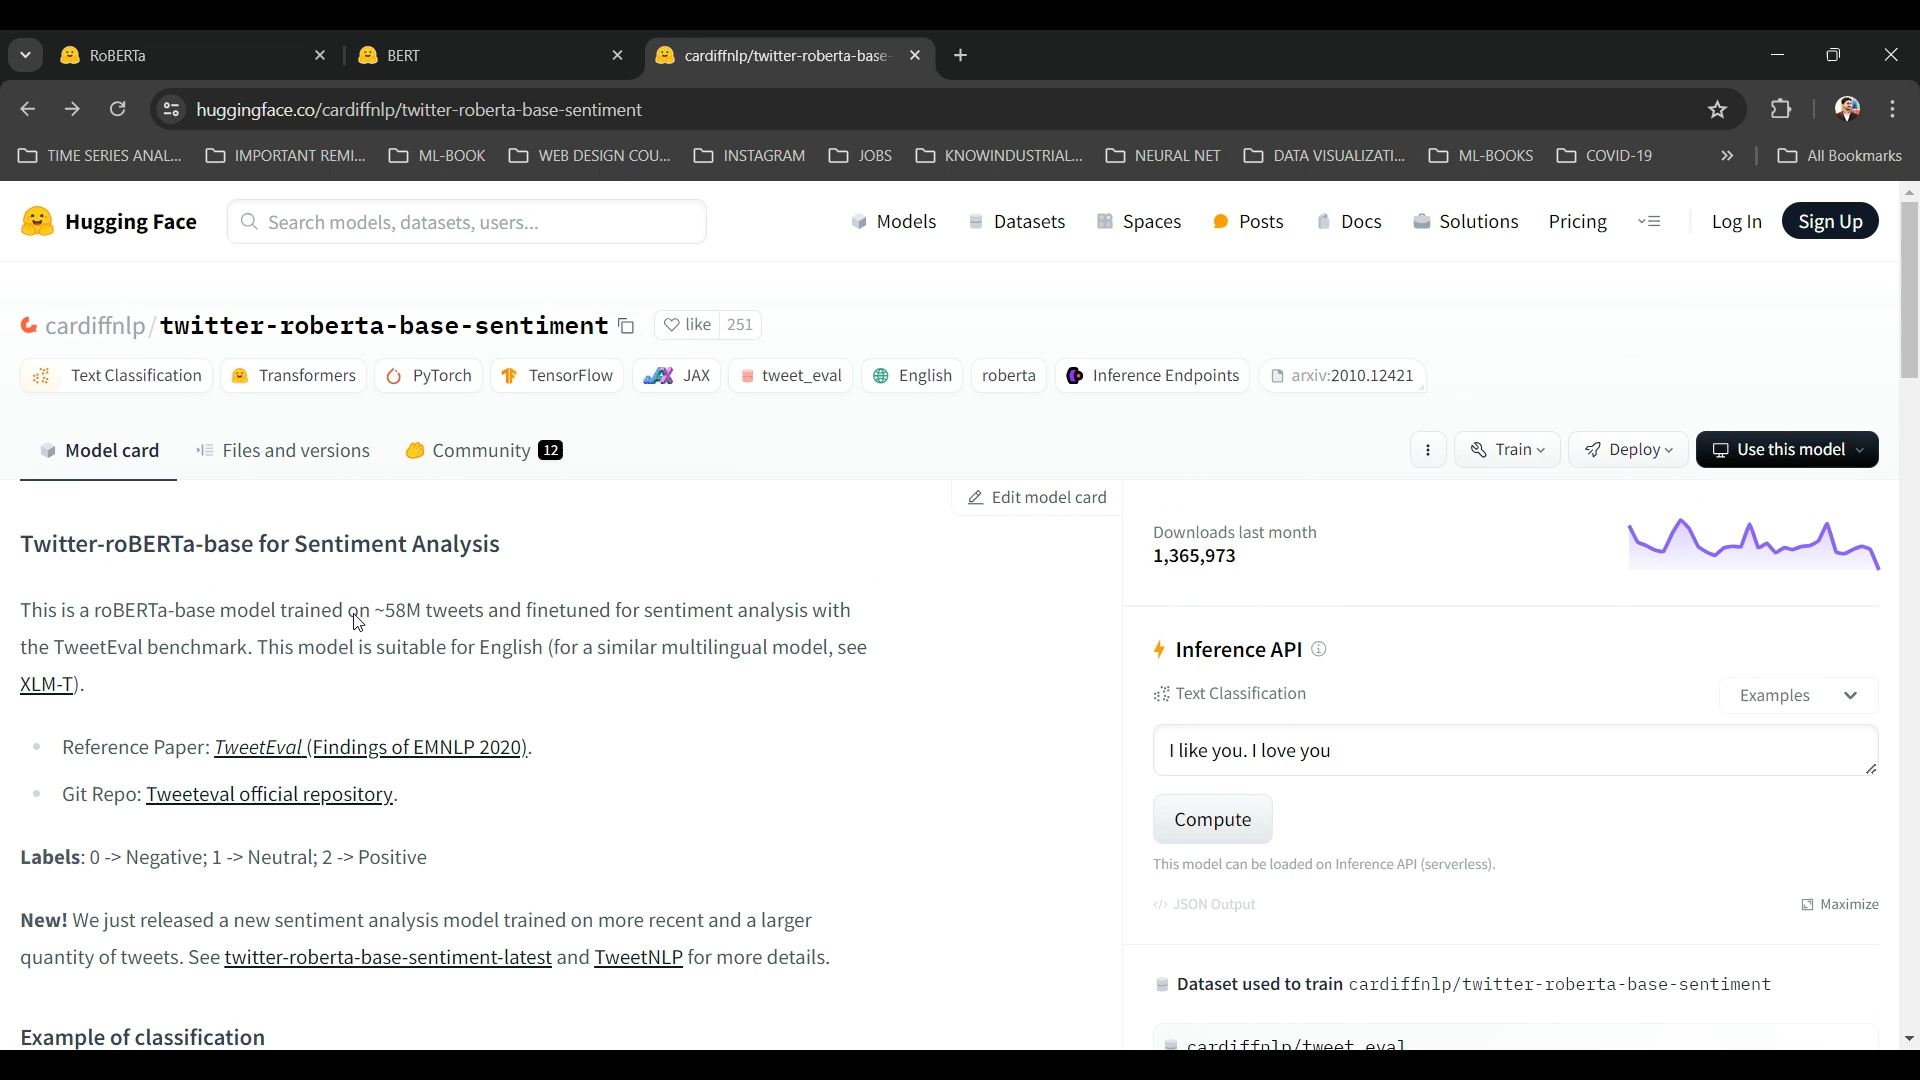 RoBERTa
BERT
cardiffnlp/twitter-roberta-base-
huggingface.co/cardiffnlp/twitter-roberta-base-sentiment
TIME SERIES ANAL... IMPORTANT REMI... ML-BOOK WEB DESIGN COU... INSTAGRAM JOBS KNOWINDUSTRIAL... NEURAL NET DATA VISUALIZATI... ML-BOOKS COVID-19 » All Bookmarks
Hugging Face Search models, datasets, users... Models Datasets Spaces Posts Docs Solutions Pricing Log In Sign Up
cardiffnlp/twitter-roberta-base-sentiment like 251
Text Classification Transformers PyTorch TensorFlow JAX tweet_eval English roberta Inference Endpoints arxiv:2010.12421
Model card Files and versions Community 12 Train Deploy Use this model
Edit model card
Twitter-roBERTa-base for Sentiment Analysis
This is a roBERTa-base model trained on ~58M tweets and finetuned for sentiment analysis with
the TweetEval benchmark. This model is suitable for English (for a similar multilingual model, see
XLM-T).
• Reference Paper: TweetEval (Findings of EMNLP 2020).
• Git Repo: Tweeteval official repository.
Labels: 0 -> Negative; 1 -> Neutral; 2 -> Positive
New! We just released a new sentiment analysis model trained on more recent and a larger
quantity of tweets. See twitter-roberta-base-sentiment-latest and TweetNLP for more details.
Example of classification
Downloads last month
1,365,973
Inference API
Text Classification Examples
I like you. I love you
Compute
This model can be loaded on Inference API (serverless).
</> JSON Output Maximize
Dataset used to train cardiffnlp/twitter-roberta-base-sentiment
cardiffnlp/tweet_eval